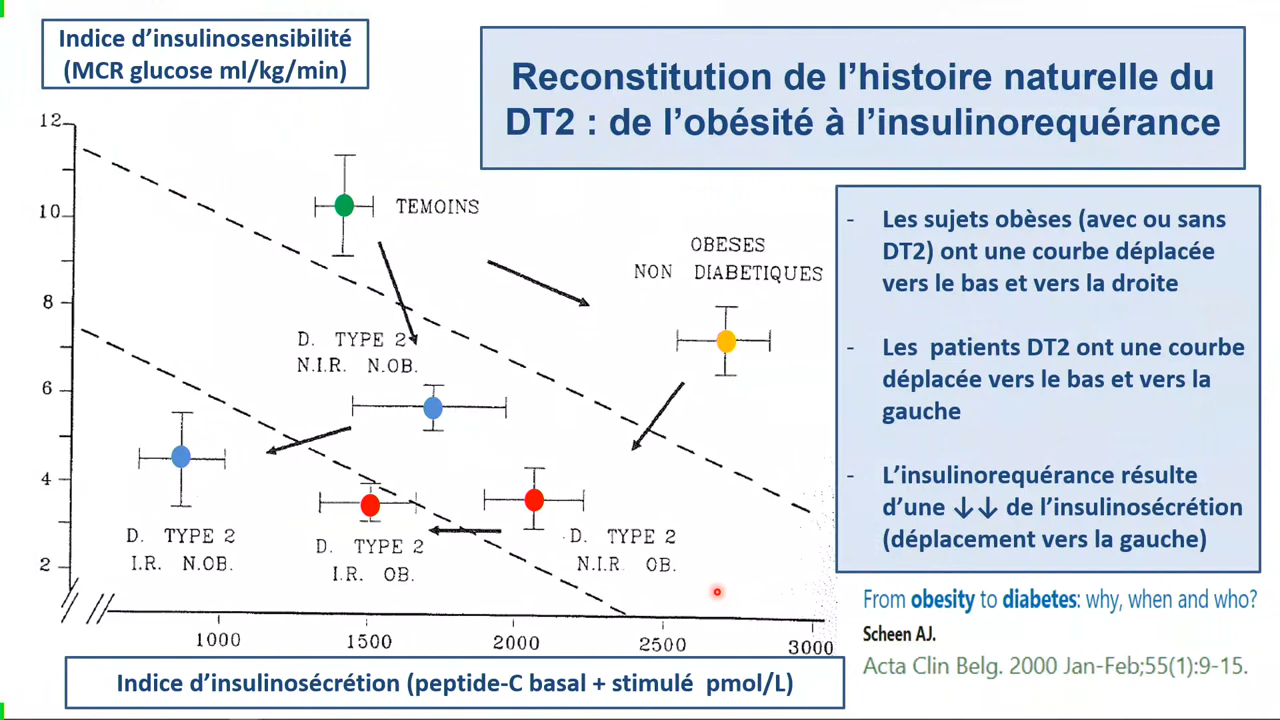 Indice d’insulinosensibilité
(MCR glucose ml/kg/min)
Reconstitution de l’histoire naturelle du
DT2 : de l’obésité à l’insulinorequérance
12
10
8
6
4
2
TEMOINS
OBESES
NON DIABETIQUES
D. TYPE 2
N.I.R. N.OB.
D. TYPE 2
I.R. N.OB.
D. TYPE 2
I.R. OB.
D. TYPE 2
N.I.R. OB.
1000
1500
2000
2500
3000
Indice d’insulinosécrétion (peptide-C basal + stimulé pmol/L)
- Les sujets obèses (avec ou sans
DT2) ont une courbe déplacée
vers le bas et vers la droite
- Les patients DT2 ont une courbe
déplacée vers le bas et vers la
gauche
- L’insulinorequérance résulte
d’une ↓↓ de l’insulinosécrétion
(déplacement vers la gauche)
From obesity to diabetes: why, when and who?
Scheen AJ.
Acta Clin Belg. 2000 Jan-Feb;55(1):9-15.